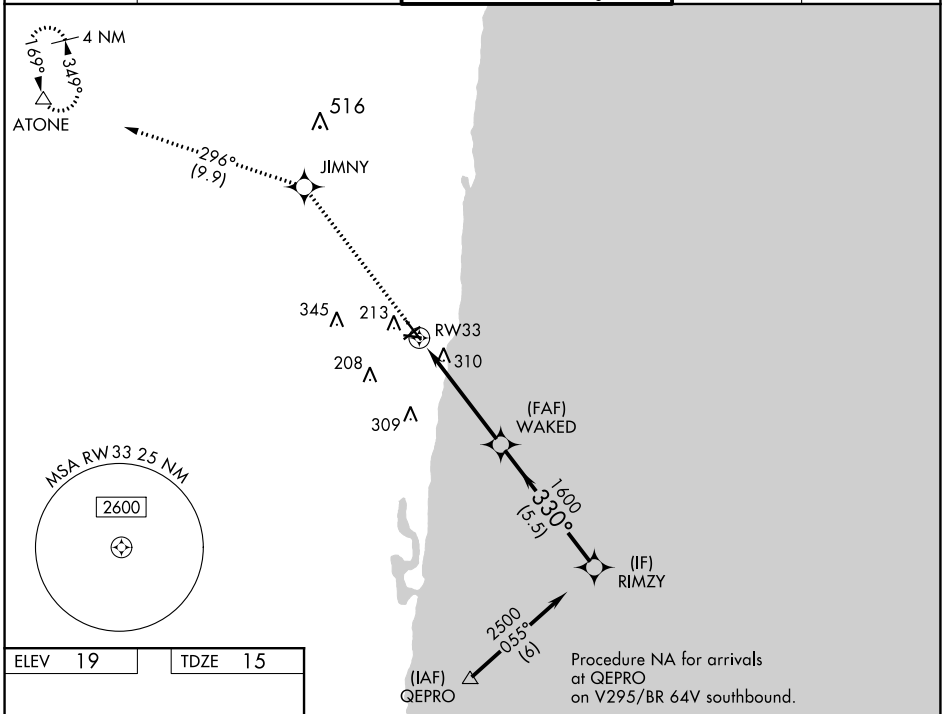 4 NM
169°
349°
ATONE
516
296°
(9.9)
JIMNY
345
213
RW33
310
208
309
(FAF)
WAKED
MSA RW33 25 NM
2600
1600
330°
(5.5)
(IF)
RIMZY
2500
055°
(6)
ELEV 19
TDZE 15
(IAF)
QEPRO
Procedure NA for arrivals
at QEPRO
on V295/BR 64V southbound.